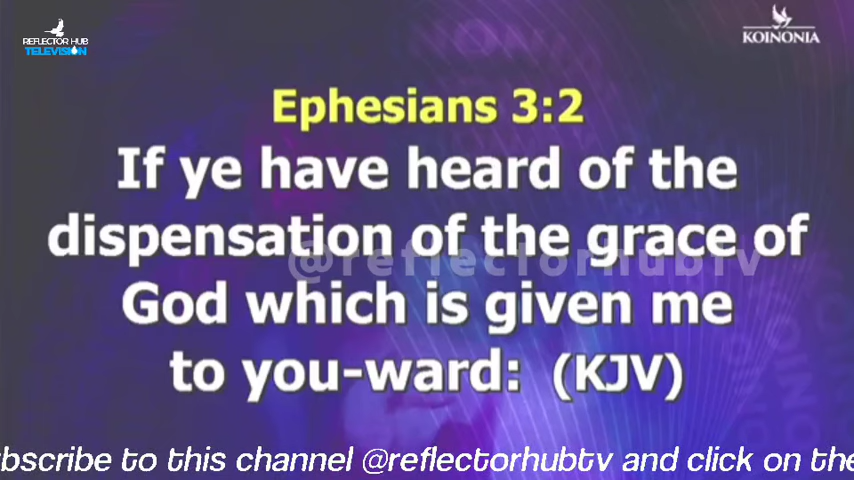 REFLECTOR HUB
TELEVISION
KOINONIA
Ephesians 3:2
If ye have heard of the
dispensation of the grace of
God which is given me
to you-ward: (KJV)
@reflectorhubtv
to this channel @reflectorhubtv and click on the